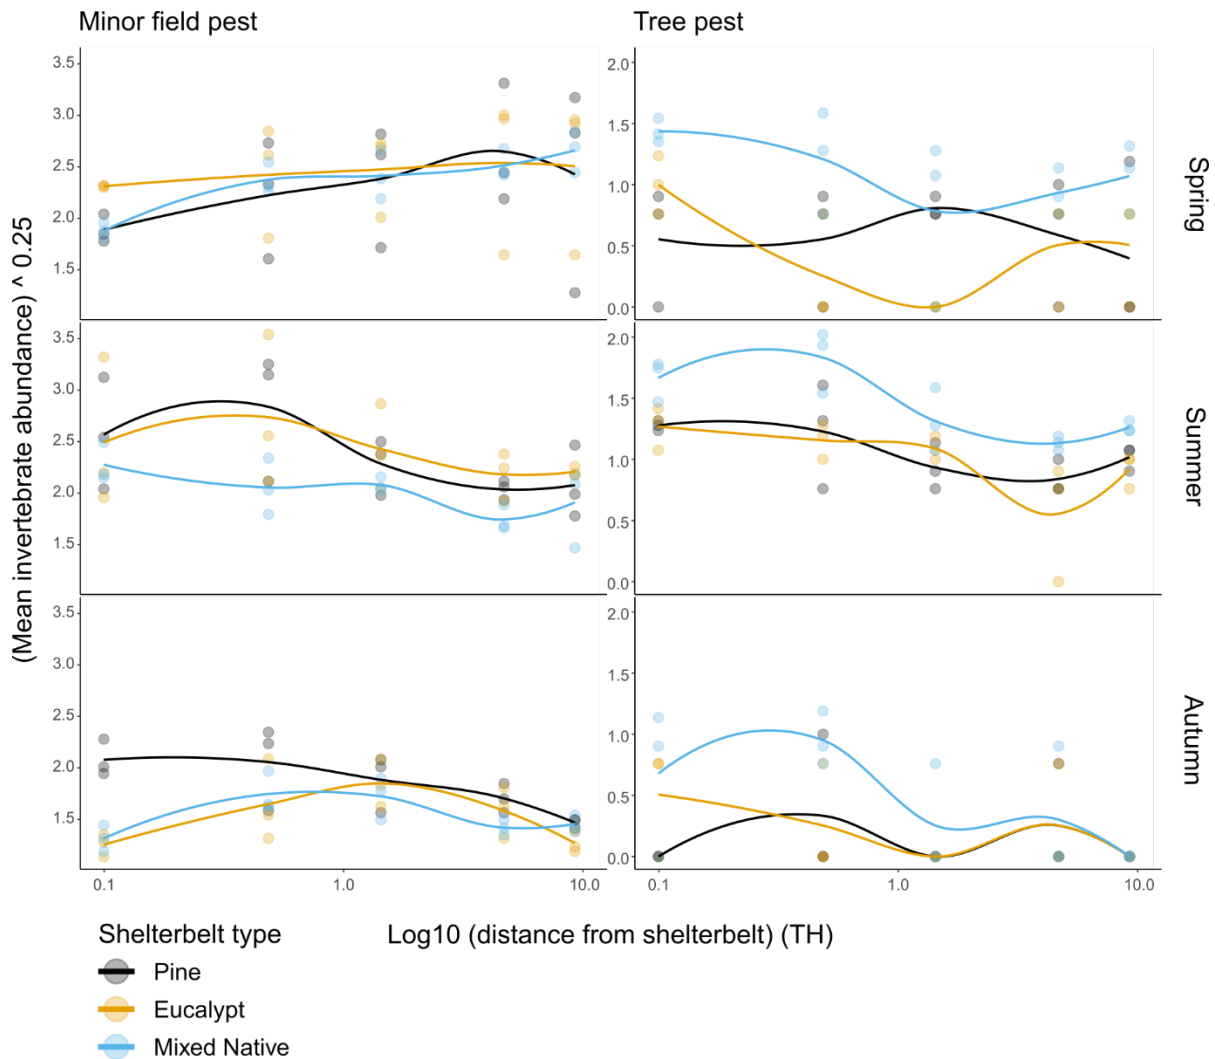 Minor field pest
Tree pest
3.5
3.0
2.5
2.0
1.5
2.0
1.5
1.0
0.5
0.0
Spring
3.5
3.0
2.5
2.0
1.5
2.0
1.5
1.0
0.5
0.0
Summer
3.5
3.0
2.5
2.0
1.5
2.0
1.5
1.0
0.5
0.0
Autumn
(Mean invertebrate abundance) ^ 0.25
0.1 1.0 10.0
0.1 1.0 10.0
Log10 (distance from shelterbelt) (TH)
Shelterbelt type
Pine
Eucalypt
Mixed Native